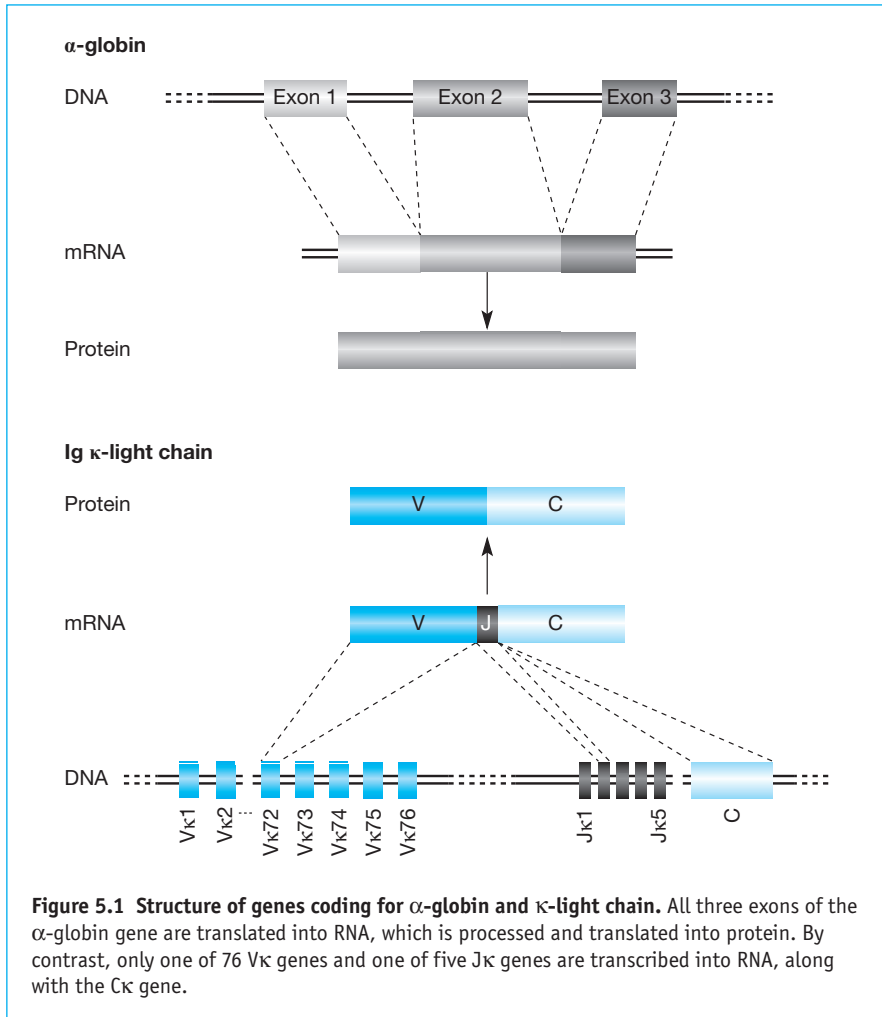 α-globin
DNA
Exon 1 Exon 2 Exon 3
mRNA
Protein
Ig κ-light chain
Protein
V C
mRNA
V J C
DNA
Vκ1 Vκ2 ... Vκ72 Vκ73 Vκ74 Vκ75 Vκ76 Jκ1 Jκ5 C
Figure 5.1 Structure of genes coding for α-globin and κ-light chain. All three exons of the
α-globin gene are translated into RNA, which is processed and translated into protein. By
contrast, only one of 76 Vκ genes and one of five Jκ genes are transcribed into RNA, along
with the Cκ gene.